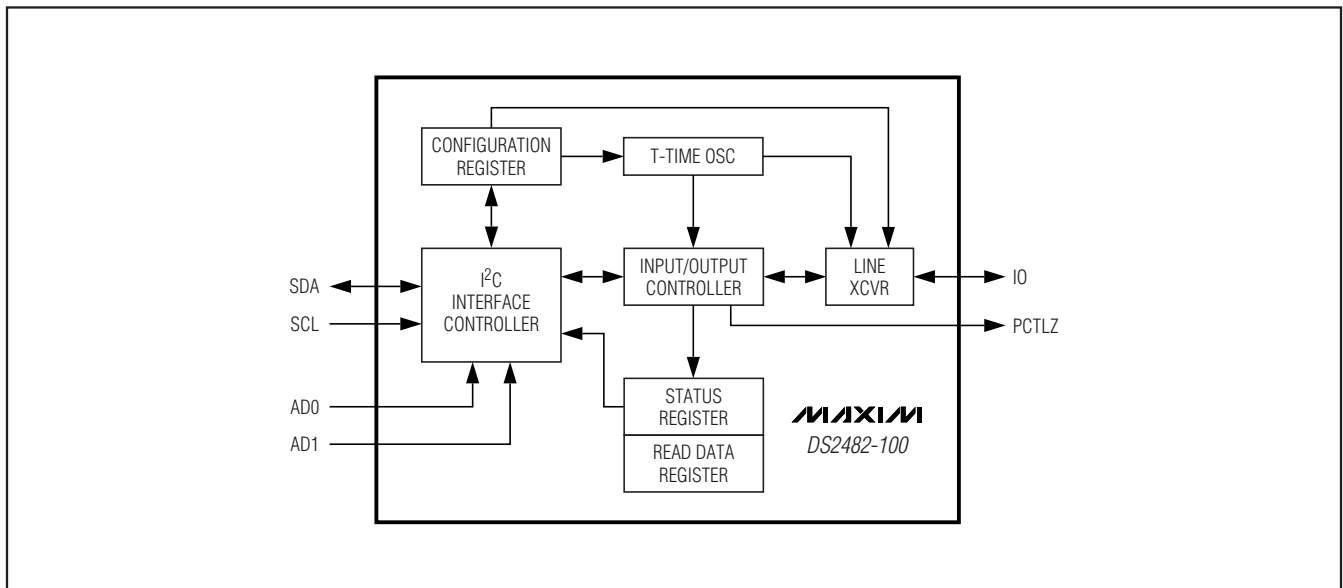 CONFIGURATION
REGISTER
T-TIME OSC
SDA
SCL
AD0
AD1
I²C
INTERFACE
CONTROLLER
INPUT/OUTPUT
CONTROLLER
LINE
XCVR
IO
PCTLZ
STATUS
REGISTER
READ DATA
REGISTER
MAXIM
DS2482-100